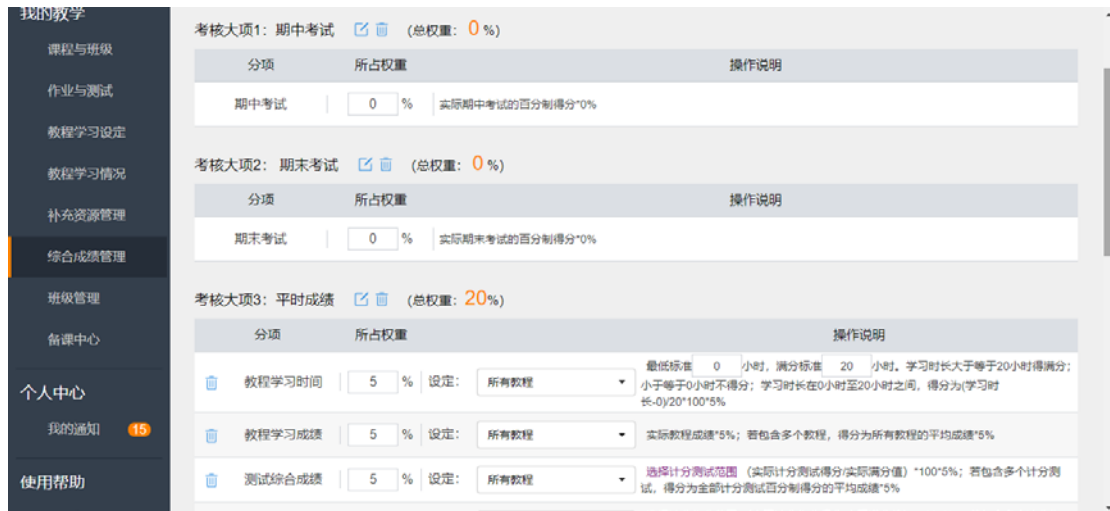 我的教学
课程与班级
作业与测试
教程学习设定
教程学习情况
补充资源管理
综合成绩管理
班级管理
备课中心
个人中心
我的通知 15
使用帮助
考核大项1: 期中考试 (总权重: 0 %)
分项 所占权重 操作说明
期中考试 0 % 实际期中考试的百分制得分*0%
考核大项2: 期末考试 (总权重: 0 %)
分项 所占权重 操作说明
期末考试 0 % 实际期末考试的百分制得分*0%
考核大项3: 平时成绩 (总权重: 20%)
分项 所占权重 操作说明
教程学习时间 5 % 设定: 所有教程
最低标准 0 小时, 满分标准 20 小时。学习时长大于等于20小时得满分;
小于等于0小时不得分; 学习时长在0小时至20小时之间, 得分为(学习时
长-0)/20*100*5%
教程学习成绩 5 % 设定: 所有教程 实际教程成绩*5%; 若包含多个教程, 得分为所有教程的平均成绩*5%
测试综合成绩 5 % 设定: 所有教程
选择计分测试范围 (实际计分测试得分/实际满分值) *100*5%; 若包含多个计分测
试, 得分为全部计分测试百分制得分的平均成绩*5%